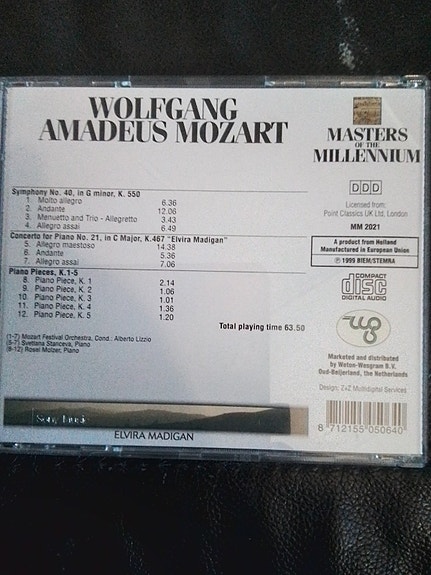 WOLFGANG
AMADEUS MOZART
Symphony No. 40, in G minor, K. 550
1. Molto allegro 6.36
2. Andante 12.06
3. Menuetto and Trio - Allegretto 3.43
4. Allegro assai 6.49
Concerto for Piano No. 21, in C Major, K.467 "Elvira Madigan"
5. Allegro maestoso 14.38
6. Andante 5.36
7. Allegro assai 7.06
Piano Pieces, K.1-5
8. Piano Piece, K. 1 2.14
9. Piano Piece, K. 2 1.06
10. Piano Piece, K. 3 1.01
11. Piano Piece, K. 4 1.36
12. Piano Piece, K. 5 1.20
Total playing time 63.50
(1-7) Mozart Festival Orchestra, Cond.: Alberto Lizzio
(5-7) Svetlana Stanceva, Piano
(8-12) Rosel Molzer, Piano
Sony Music
ELVIRA MADIGAN
MASTERS
OF THE
MILLENNIUM
DDD
Licensed from:
Point Classics UK Ltd. London
MM 2021
A product from Holland
Manufactured in European Union
℗ 1999 BIEM/STEMRA
COMPACT
disc
DIGITAL AUDIO
wg
Marketed and distributed
by Weton-Wesgram B.V.
Oud-Beijerland, the Netherlands
Design: Z+Z Multidigital Services
8 712155 050640